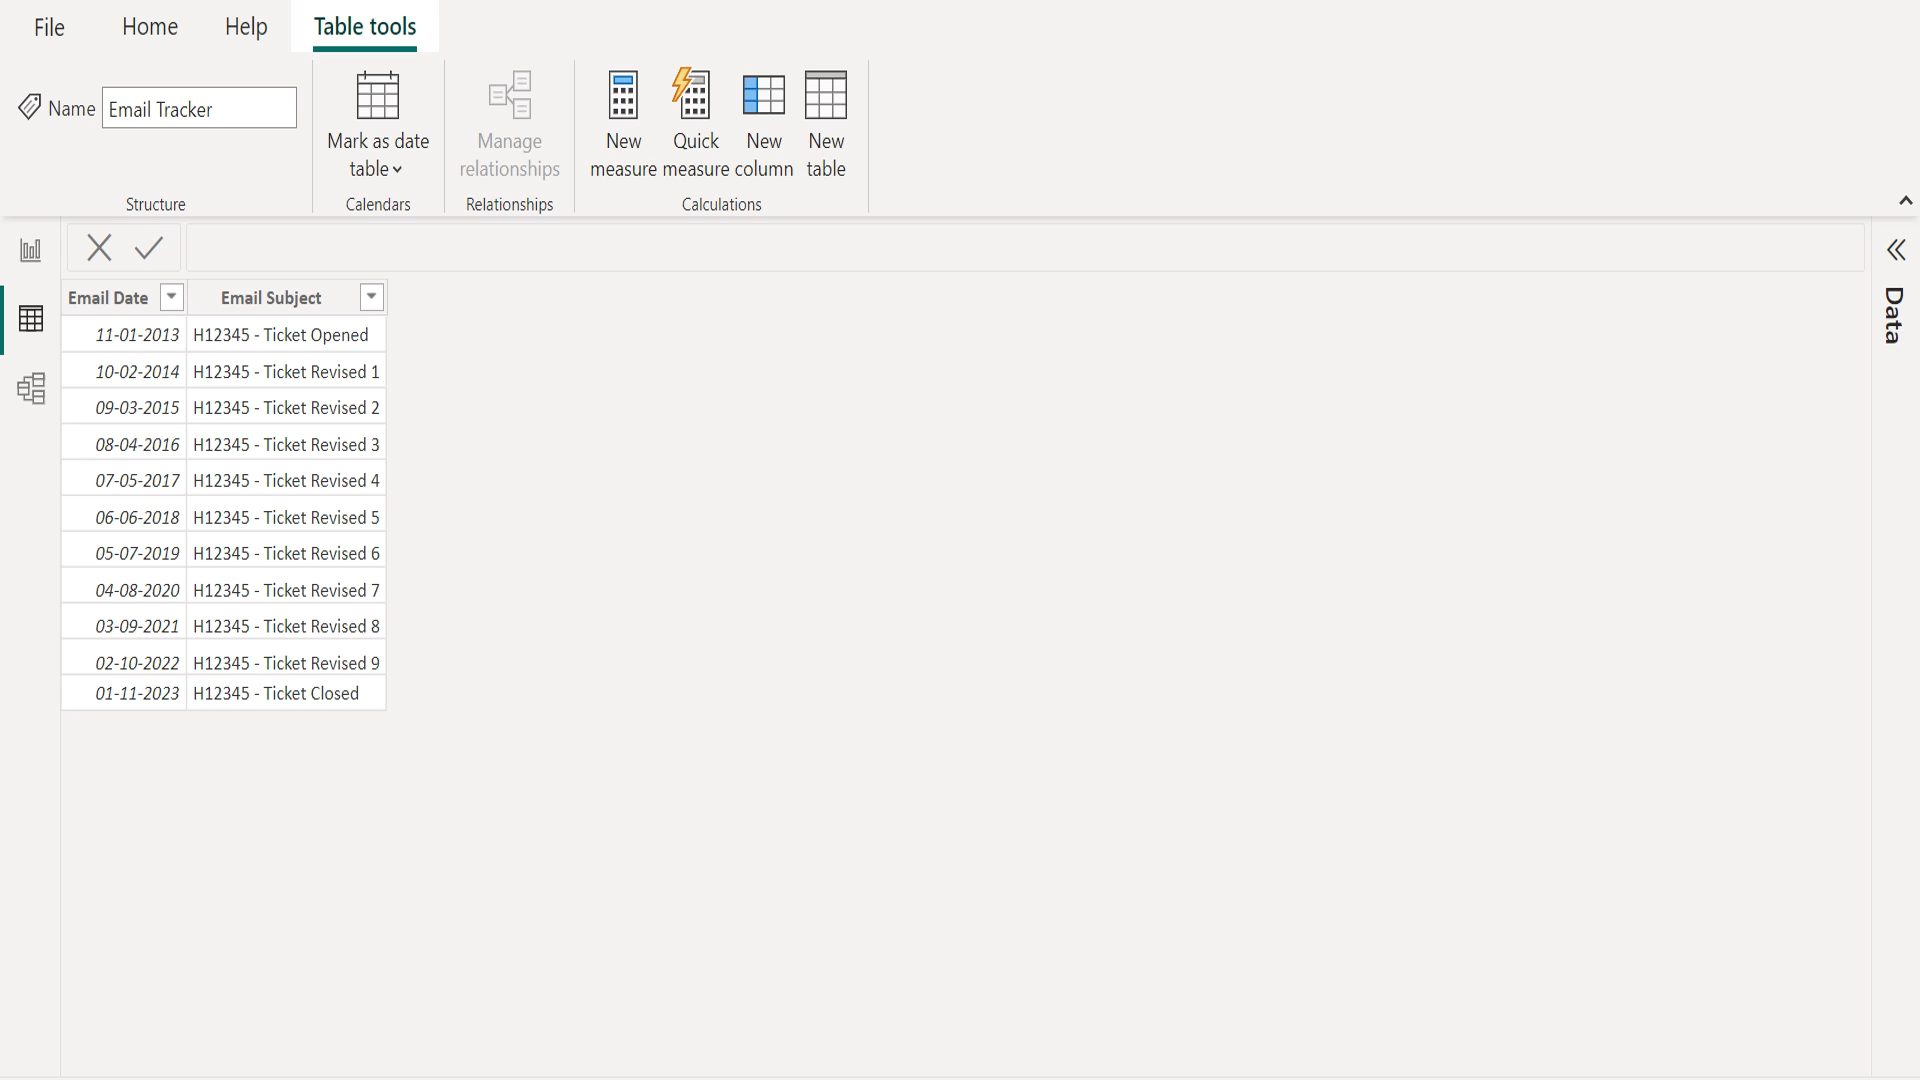 File Home Help Table tools
Name Email Tracker
Mark as date
table
Manage
relationships
New
measure
Quick
measure
New
column
New
table
Structure Calendars Relationships Calculations
Data
Email Date Email Subject
11-01-2013 H12345 - Ticket Opened
10-02-2014 H12345 - Ticket Revised 1
09-03-2015 H12345 - Ticket Revised 2
08-04-2016 H12345 - Ticket Revised 3
07-05-2017 H12345 - Ticket Revised 4
06-06-2018 H12345 - Ticket Revised 5
05-07-2019 H12345 - Ticket Revised 6
04-08-2020 H12345 - Ticket Revised 7
03-09-2021 H12345 - Ticket Revised 8
02-10-2022 H12345 - Ticket Revised 9
01-11-2023 H12345 - Ticket Closed